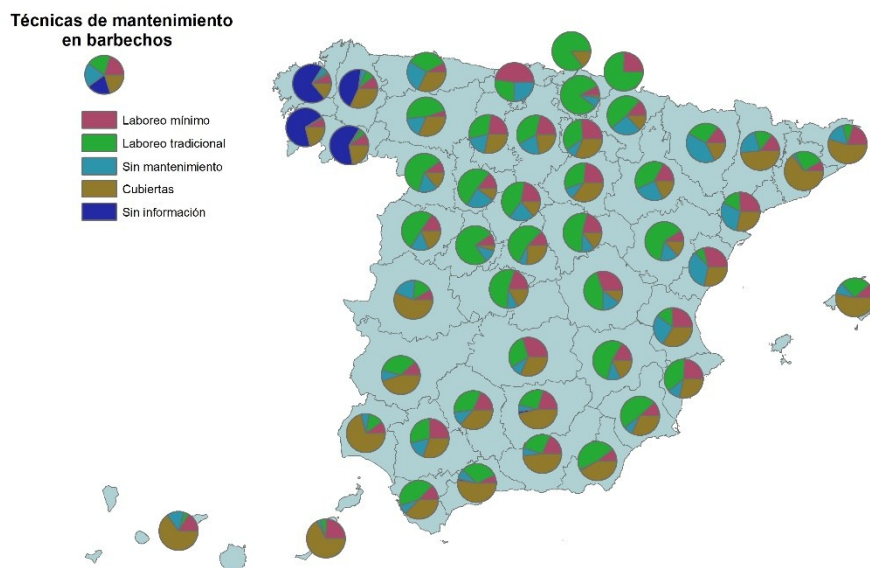 Técnicas de mantenimiento
en barbechos
Laboreo mínimo
Laboreo tradicional
Sin mantenimiento
Cubiertas
Sin información